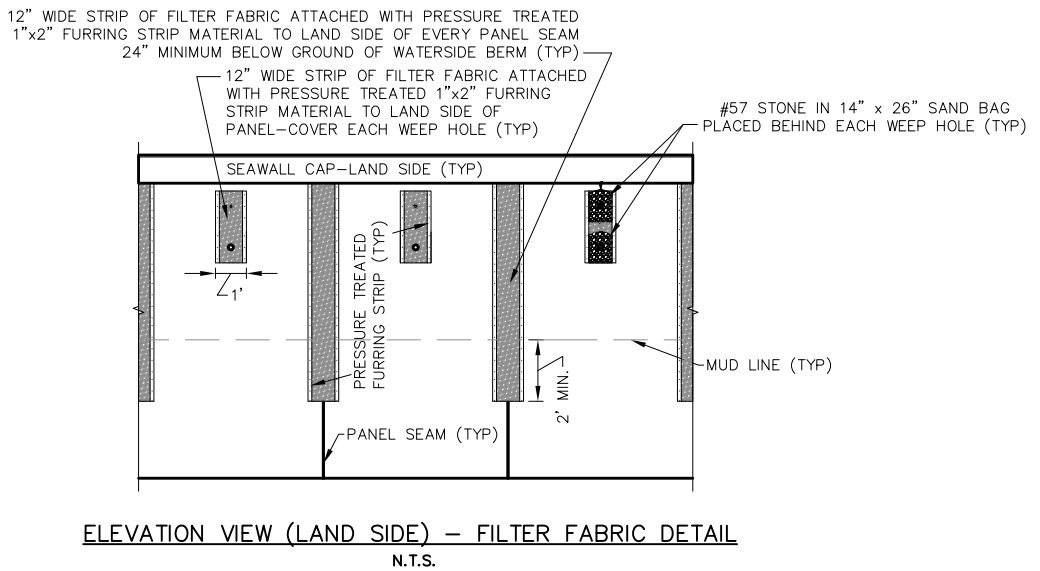 12" WIDE STRIP OF FILTER FABRIC ATTACHED WITH PRESSURE TREATED
1"x2" FURRING STRIP MATERIAL TO LAND SIDE OF EVERY PANEL SEAM
24" MINIMUM BELOW GROUND OF WATERSIDE BERM (TYP)
12" WIDE STRIP OF FILTER FABRIC ATTACHED
WITH PRESSURE TREATED 1"x2" FURRING
STRIP MATERIAL TO LAND SIDE OF
PANEL-COVER EACH WEEP HOLE (TYP)
#57 STONE IN 14" x 26" SAND BAG
PLACED BEHIND EACH WEEP HOLE (TYP)
SEAWALL CAP-LAND SIDE (TYP)
1'
PRESSURE TREATED
FURRING STRIP (TYP)
2' MIN.
MUD LINE (TYP)
PANEL SEAM (TYP)
ELEVATION VIEW (LAND SIDE) – FILTER FABRIC DETAIL
N.T.S.